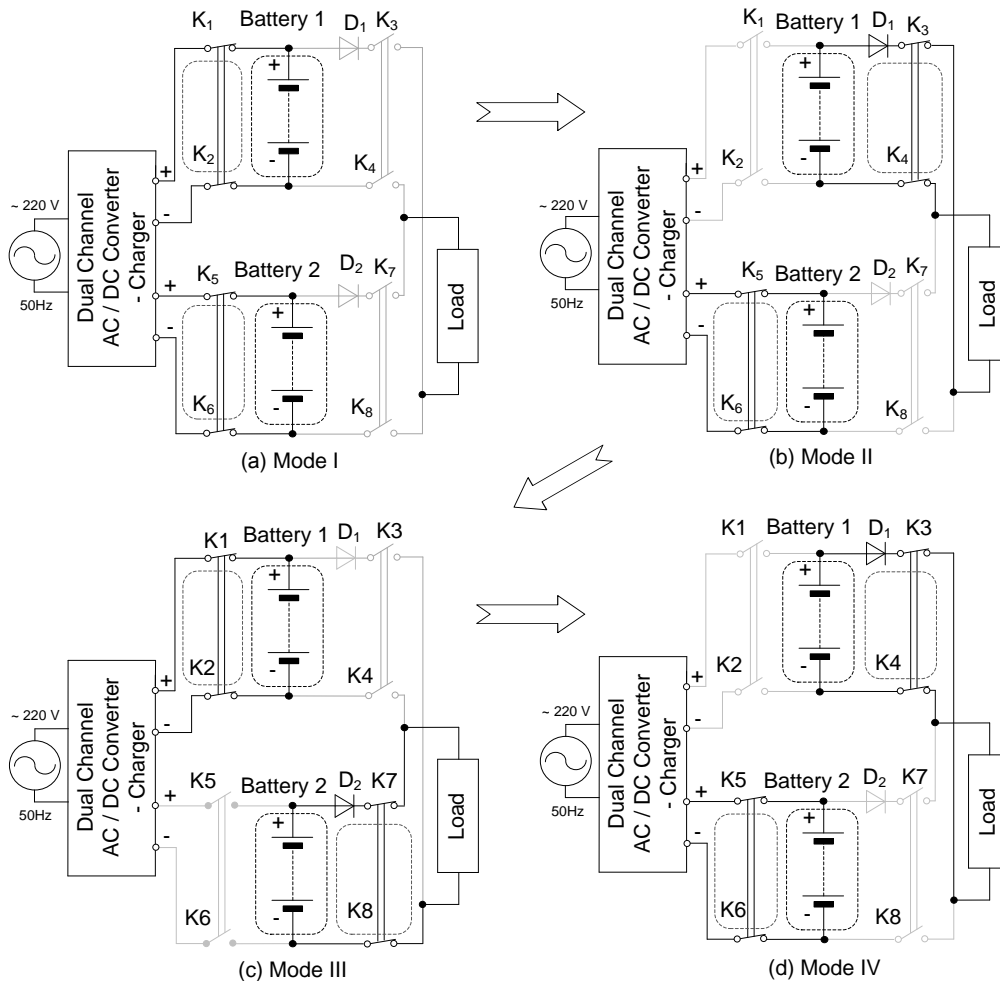 K1 Battery 1 D1 K3
+
K2 K4
-
Dual Channel
AC / DC Converter
- Charger
~ 220 V
50Hz
+
-
+
-
K5 Battery 2 D2 K7
+
K6 K8
-
Load
(a) Mode I
K1 Battery 1 D1 K3
+
K2 K4
-
Dual Channel
AC / DC Converter
- Charger
~ 220 V
50Hz
+
-
+
-
K5 Battery 2 D2 K7
+
K6 K8
-
Load
(b) Mode II
K1 Battery 1 D1 K3
+
K2 K4
-
Dual Channel
AC / DC Converter
- Charger
~ 220 V
50Hz
+
-
+
-
K5 Battery 2 D2 K7
+
K6 K8
-
Load
(c) Mode III
K1 Battery 1 D1 K3
+
K2 K4
-
Dual Channel
AC / DC Converter
- Charger
~ 220 V
50Hz
+
-
+
-
K5 Battery 2 D2 K7
+
K6 K8
-
Load
(d) Mode IV